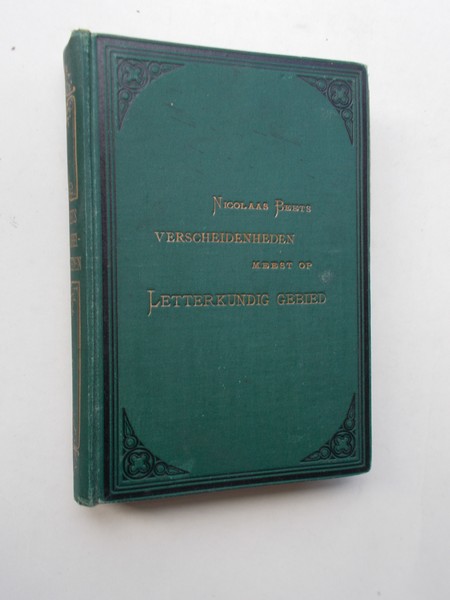 Nicolaas Beets
VERSCHEIDENHEDEN
MEEST OP
LETTERKUNDIG GEBIED